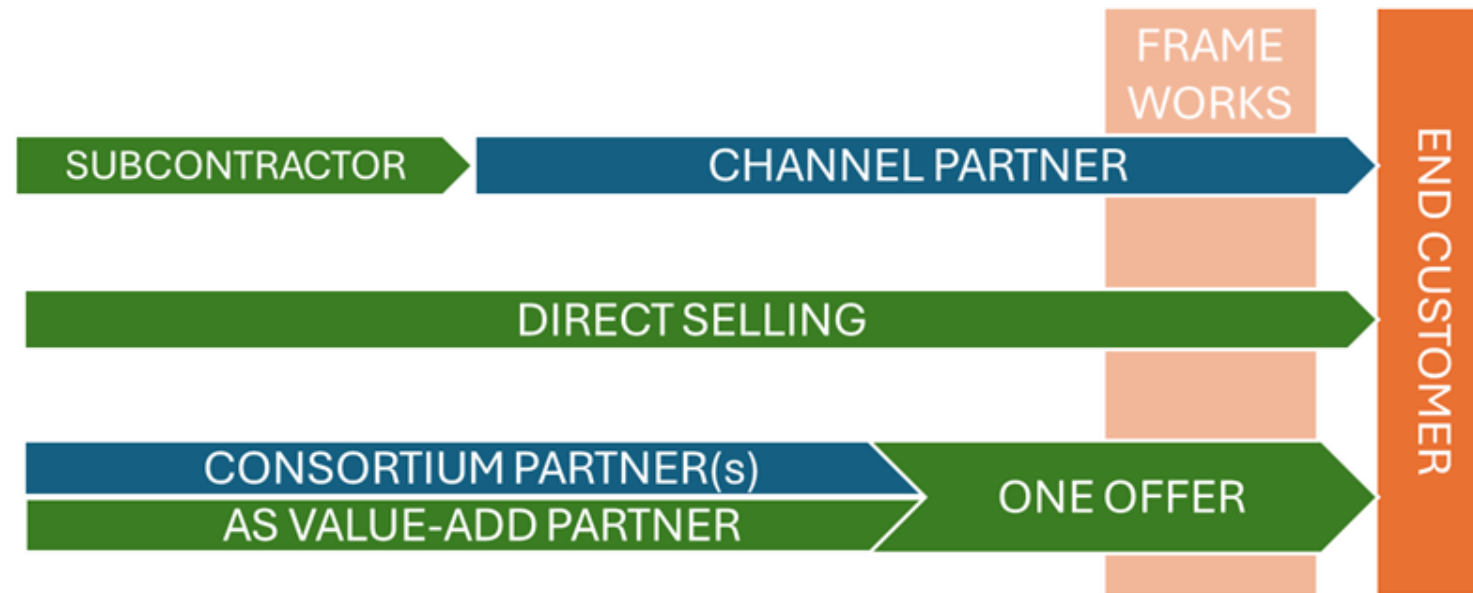 FRAME
WORKS
SUBCONTRACTOR
CHANNEL PARTNER
DIRECT SELLING
CONSORTIUM PARTNER(s)
AS VALUE-ADD PARTNER
ONE OFFER
END CUSTOMER